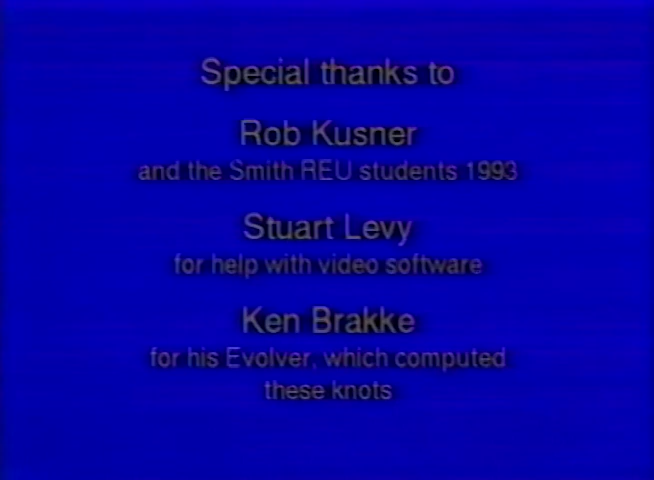 Special thanks to
Rob Kusner
and the Smith REU students 1993
Stuart Levy
for help with video software
Ken Brakke
for his Evolver, which computed
these knots